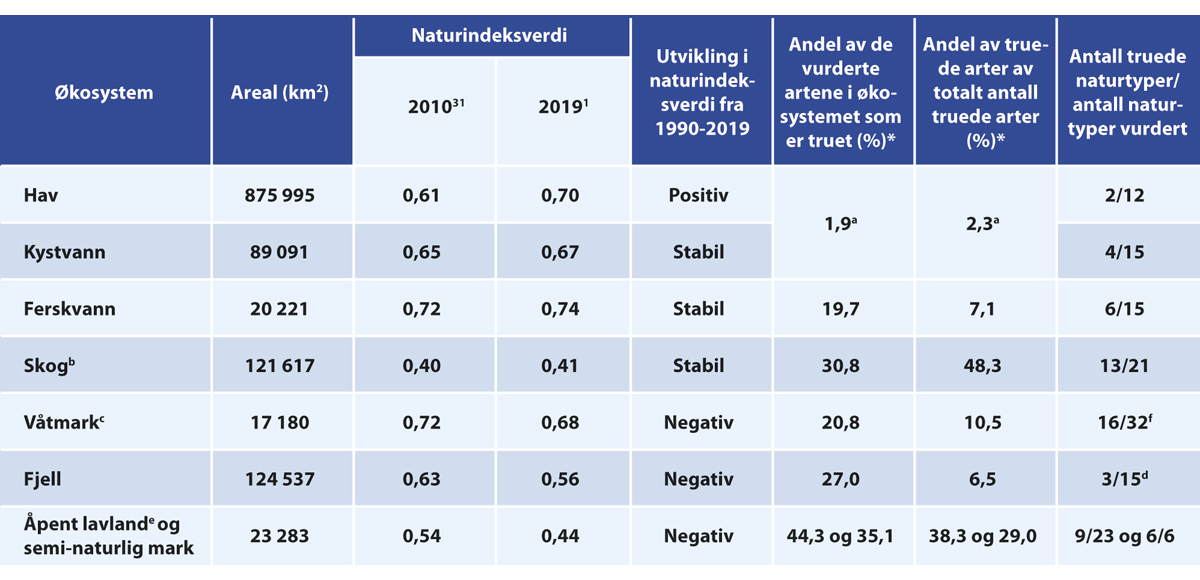 Økosystem
Areal (km²)
Naturindeksverdi
2010³¹
2019¹
Utvikling i
naturindek-
sverdi fra
1990-2019
Andel av de
vurderte
artene i øko-
systemet som
er truet (%)*
Andel av true-
de arter av
totalt antall
truede arter
(%)*
Antall truede
naturtyper/
antall natur-
typer vurdert
Hav 875 995 0,61 0,70 Positiv 2/12
1,9ᵃ 2,3ᵃ
Kystvann 89 091 0,65 0,67 Stabil 4/15
Ferskvann 20 221 0,72 0,74 Stabil 19,7 7,1 6/15
Skogᵇ 121 617 0,40 0,41 Stabil 30,8 48,3 13/21
Våtmarkᶜ 17 180 0,72 0,68 Negativ 20,8 10,5 16/32ᶠ
Fjell 124 537 0,63 0,56 Negativ 27,0 6,5 3/15ᵈ
Åpent lavlandᵉ og
semi-naturlig mark 23 283 0,54 0,44 Negativ 44,3 og 35,1 38,3 og 29,0 9/23 og 6/6